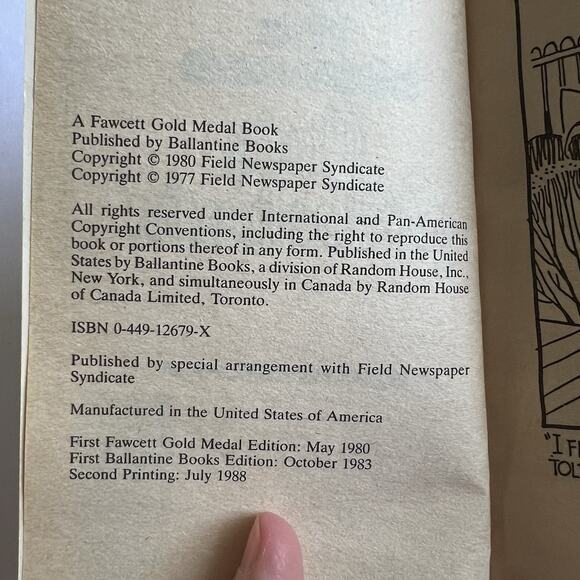 A Fawcett Gold Medal Book
Published by Ballantine Books
Copyright © 1980 Field Newspaper Syndicate
Copyright © 1977 Field Newspaper Syndicate
All rights reserved under International and Pan-American
Copyright Conventions, including the right to reproduce this
book or portions thereof in any form. Published in the United
States by Ballantine Books, a division of Random House, Inc.,
New York, and simultaneously in Canada by Random House
of Canada Limited, Toronto.
ISBN 0-449-12679-X
Published by special arrangement with Field Newspaper
Syndicate
Manufactured in the United States of America
First Fawcett Gold Medal Edition: May 1980
First Ballantine Books Edition: October 1983
Second Printing: July 1988
"I